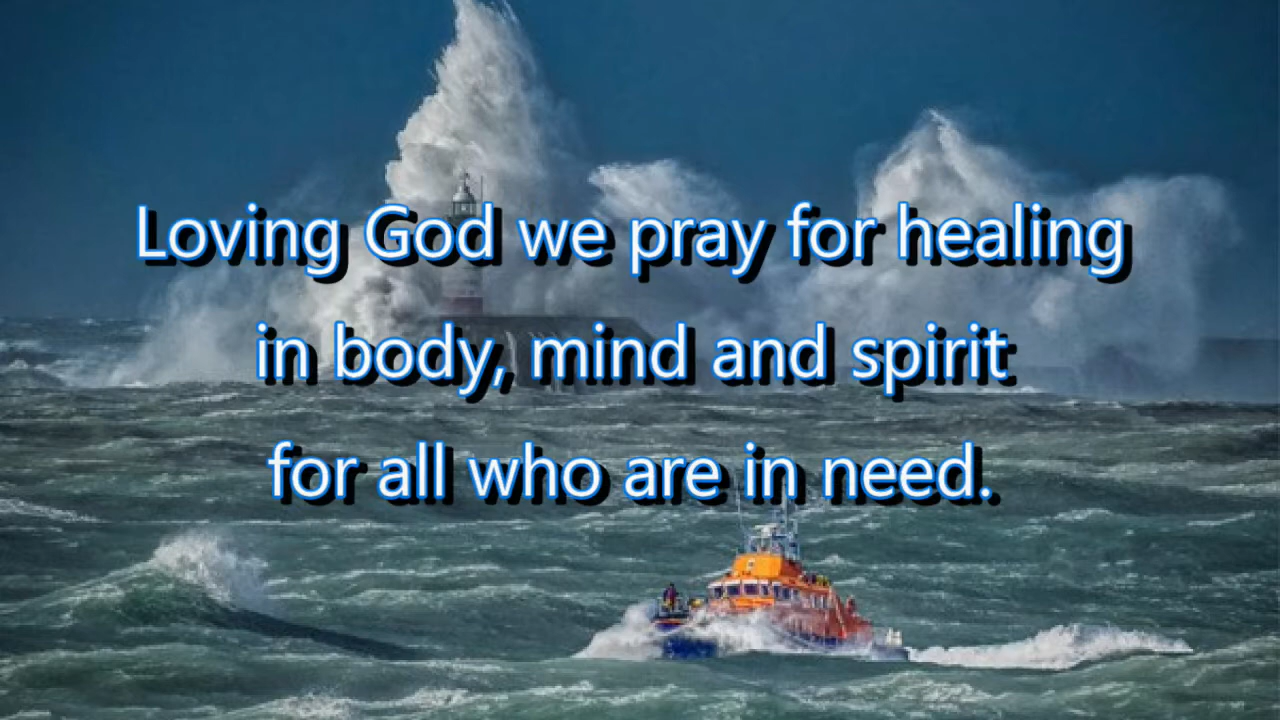 Loving God we pray for healing
in body, mind and spirit
for all who are in need.